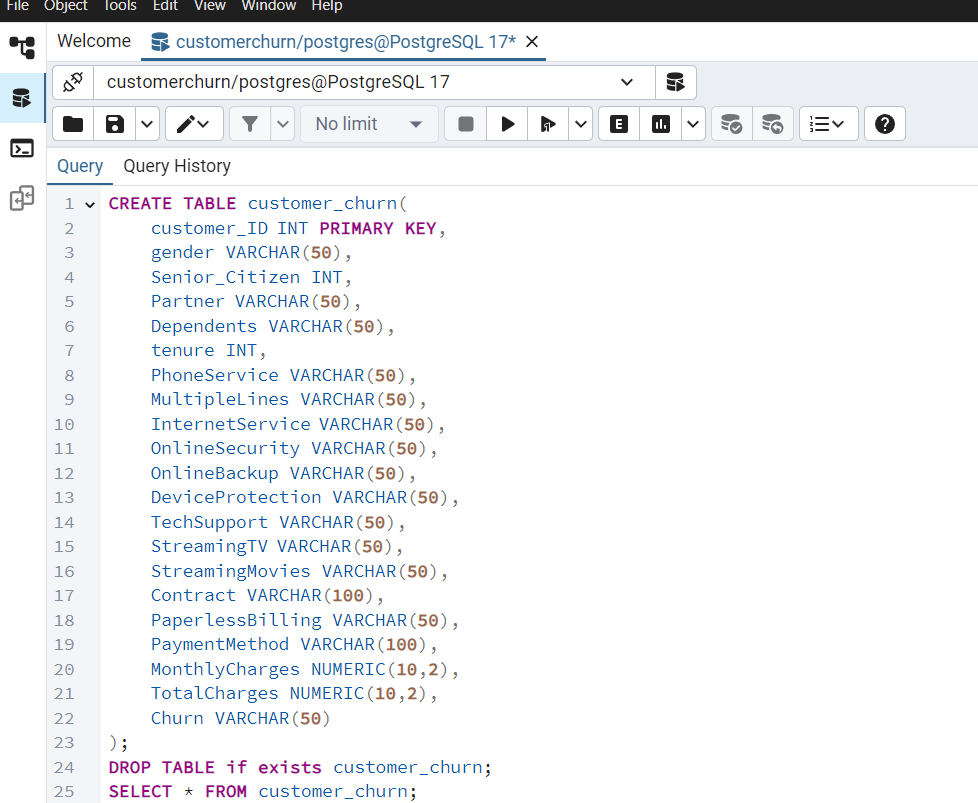 File Object Tools Edit View Window Help
Welcome customerchurn/postgres@PostgreSQL 17*
customerchurn/postgres@PostgreSQL 17
No limit E
Query Query History
1 CREATE TABLE customer_churn(
2 customer_ID INT PRIMARY KEY,
3 gender VARCHAR(50),
4 Senior_Citizen INT,
5 Partner VARCHAR(50),
6 Dependents VARCHAR(50),
7 tenure INT,
8 PhoneService VARCHAR(50),
9 MultipleLines VARCHAR(50),
10 InternetService VARCHAR(50),
11 OnlineSecurity VARCHAR(50),
12 OnlineBackup VARCHAR(50),
13 DeviceProtection VARCHAR(50),
14 TechSupport VARCHAR(50),
15 StreamingTV VARCHAR(50),
16 StreamingMovies VARCHAR(50),
17 Contract VARCHAR(100),
18 PaperlessBilling VARCHAR(50),
19 PaymentMethod VARCHAR(100),
20 MonthlyCharges NUMERIC(10,2),
21 TotalCharges NUMERIC(10,2),
22 Churn VARCHAR(50)
23 );
24 DROP TABLE if exists customer_churn;
25 SELECT * FROM customer_churn;